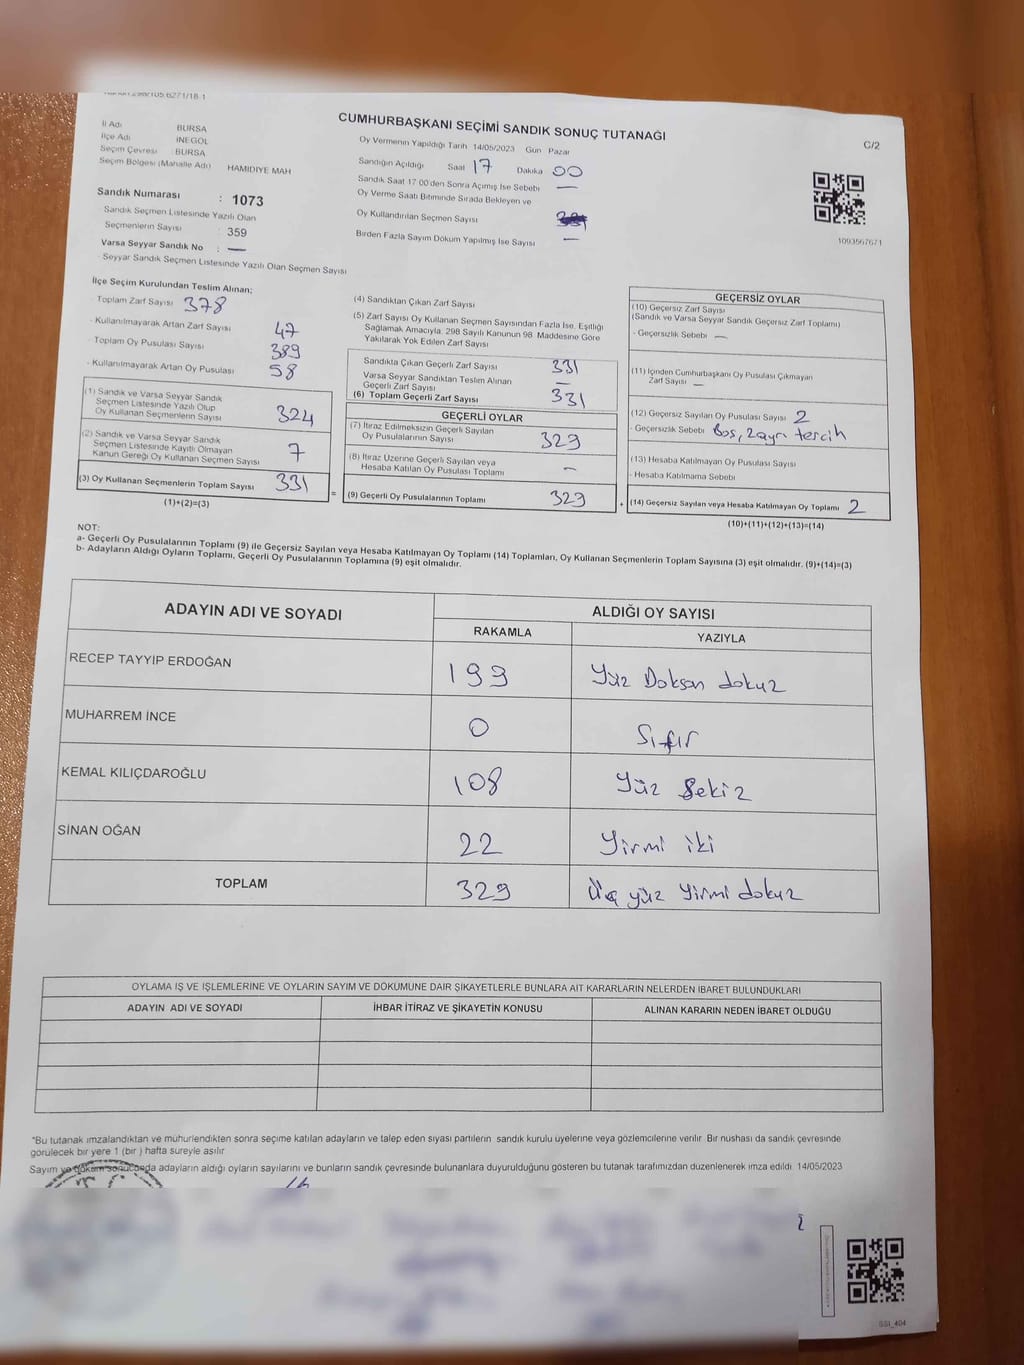 CUMHURBAŞKANI SEÇİMİ SANDIK SONUÇ TUTANAĞI
C/2
İl Adı BURSA
İlçe Adı İNEGÖL
Seçim Çevresi BURSA
Seçim Bölgesi (Mahalle Adı) HAMİDİYE MAH
Sandık Numarası : 1073
Sandık Seçmen Listesinde Yazılı Olan
Seçmenlerin Sayısı : 359
Varsa Seyyar Sandık No : —
- Seyyar Sandık Seçmen Listesinde Yazılı Olan Seçmen Sayısı
Oy Vermenin Yapıldığı Tarih 14/05/2023 Gün Pazar
Sandığın Açıldığı Saat 17 Dakika 00
Sandık Saat 17 00'den Sonra Açımış İse Sebebi —
Oy Verme Saati Bitiminde Sırada Bekleyen ve
Oy Kullandırılan Seçmen Sayısı
Birden Fazla Sayım Döküm Yapılmış İse Sayısı —
1093567671
İlçe Seçim Kurulundan Teslim Alınan;
- Toplam Zarf Sayısı 378
- Kullanılmayarak Artan Zarf Sayısı 47
- Toplam Oy Pusulası Sayısı 389
- Kullanılmayarak Artan Oy Pusulası 58
(1) Sandık ve Varsa Seyyar Sandık
Seçmen Listesinde Yazılı Olup
Oy Kullanan Seçmenlerin Sayısı 324
(2) Sandık ve Varsa Seyyar Sandık
Seçmen Listesinde Kayıtlı Olmayan
Kanun Gereği Oy Kullanan Seçmen Sayısı 7
(3) Oy Kullanan Seçmenlerin Toplam Sayısı 331
(1)+(2)=(3)
(4) Sandıktan Çıkan Zarf Sayısı
(5) Zarf Sayısı Oy Kullanan Seçmen Sayısından Fazla İse, Eşitliği
Sağlamak Amacıyla, 298 Sayılı Kanunun 98. Maddesine Göre
Yakılarak Yok Edilen Zarf Sayısı
Sandıkta Çıkan Geçerli Zarf Sayısı 331
Varsa Seyyar Sandıktan Teslim Alınan
Geçerli Zarf Sayısı —
(6) Toplam Geçerli Zarf Sayısı 331
GEÇERLİ OYLAR
(7) İtiraz Edilmeksizin Geçerli Sayılan
Oy Pusulalarının Sayısı 329
(8) İtiraz Üzerine Geçerli Sayılan veya
Hesaba Katılan Oy Pusulası Toplamı —
= (9) Geçerli Oy Pusulalarının Toplamı 329
GEÇERSİZ OYLAR
(10) Geçersiz Zarf Sayısı
(Sandık ve Varsa Seyyar Sandık Geçersiz Zarf Toplamı)
- Geçersizlik Sebebi —
(11) İçinden Cumhurbaşkanı Oy Pusulası Çıkmayan
Zarf Sayısı —
(12) Geçersiz Sayılan Oy Pusulası Sayısı 2
- Geçersizlik Sebebi Boş, 2 ayrı tercih
(13) Hesaba Katılmayan Oy Pusulası Sayısı
- Hesaba Katılmama Sebebi
+ (14) Geçersiz Sayılan veya Hesaba Katılmayan Oy Toplamı 2
(10)+(11)+(12)+(13)=(14)
NOT:
a- Geçerli Oy Pusulalarının Toplamı (9) ile Geçersiz Sayılan veya Hesaba Katılmayan Oy Toplamı (14) Toplamları, Oy Kullanan Seçmenlerin Toplam Sayısına (3) eşit olmalıdır. (9)+(14)=(3)
b- Adayların Aldığı Oyların Toplamı, Geçerli Oy Pusulalarının Toplamına (9) eşit olmalıdır.
ADAYIN ADI VE SOYADI ALDIĞI OY SAYISI
RAKAMLA YAZIYLA
RECEP TAYYİP ERDOĞAN 199 Yüz Doksan dokuz
MUHARREM İNCE 0 Sıfır
KEMAL KILIÇDAROĞLU 108 Yüz Sekiz
SİNAN OĞAN 22 Yirmi iki
TOPLAM 329 Üç yüz Yirmi dokuz
OYLAMA İŞ VE İŞLEMLERİNE VE OYLARIN SAYIM VE DÖKÜMÜNE DAİR ŞİKAYETLERLE BUNLARA AİT KARARLARIN NELERDEN İBARET BULUNDUKLARI
ADAYIN ADI VE SOYADI İHBAR İTİRAZ VE ŞİKAYETİN KONUSU ALINAN KARARIN NEDEN İBARET OLDUĞU
*Bu tutanak imzalandıktan ve mühürlendikten sonra seçime katılan adayların ve talep eden siyasi partilerin sandık kurulu üyelerine veya gözlemcilerine verilir Bir nüshası da sandık çevresinde
görülecek bir yere 1 (bir ) hafta süreyle asılır
Sayım ve döküm sonucunda adayların aldığı oyların sayılarını ve bunların sandık çevresinde bulunanlara duyurulduğunu gösteren bu tutanak tarafımızdan düzenlenerek imza edildi. 14/05/2023
SSI_404